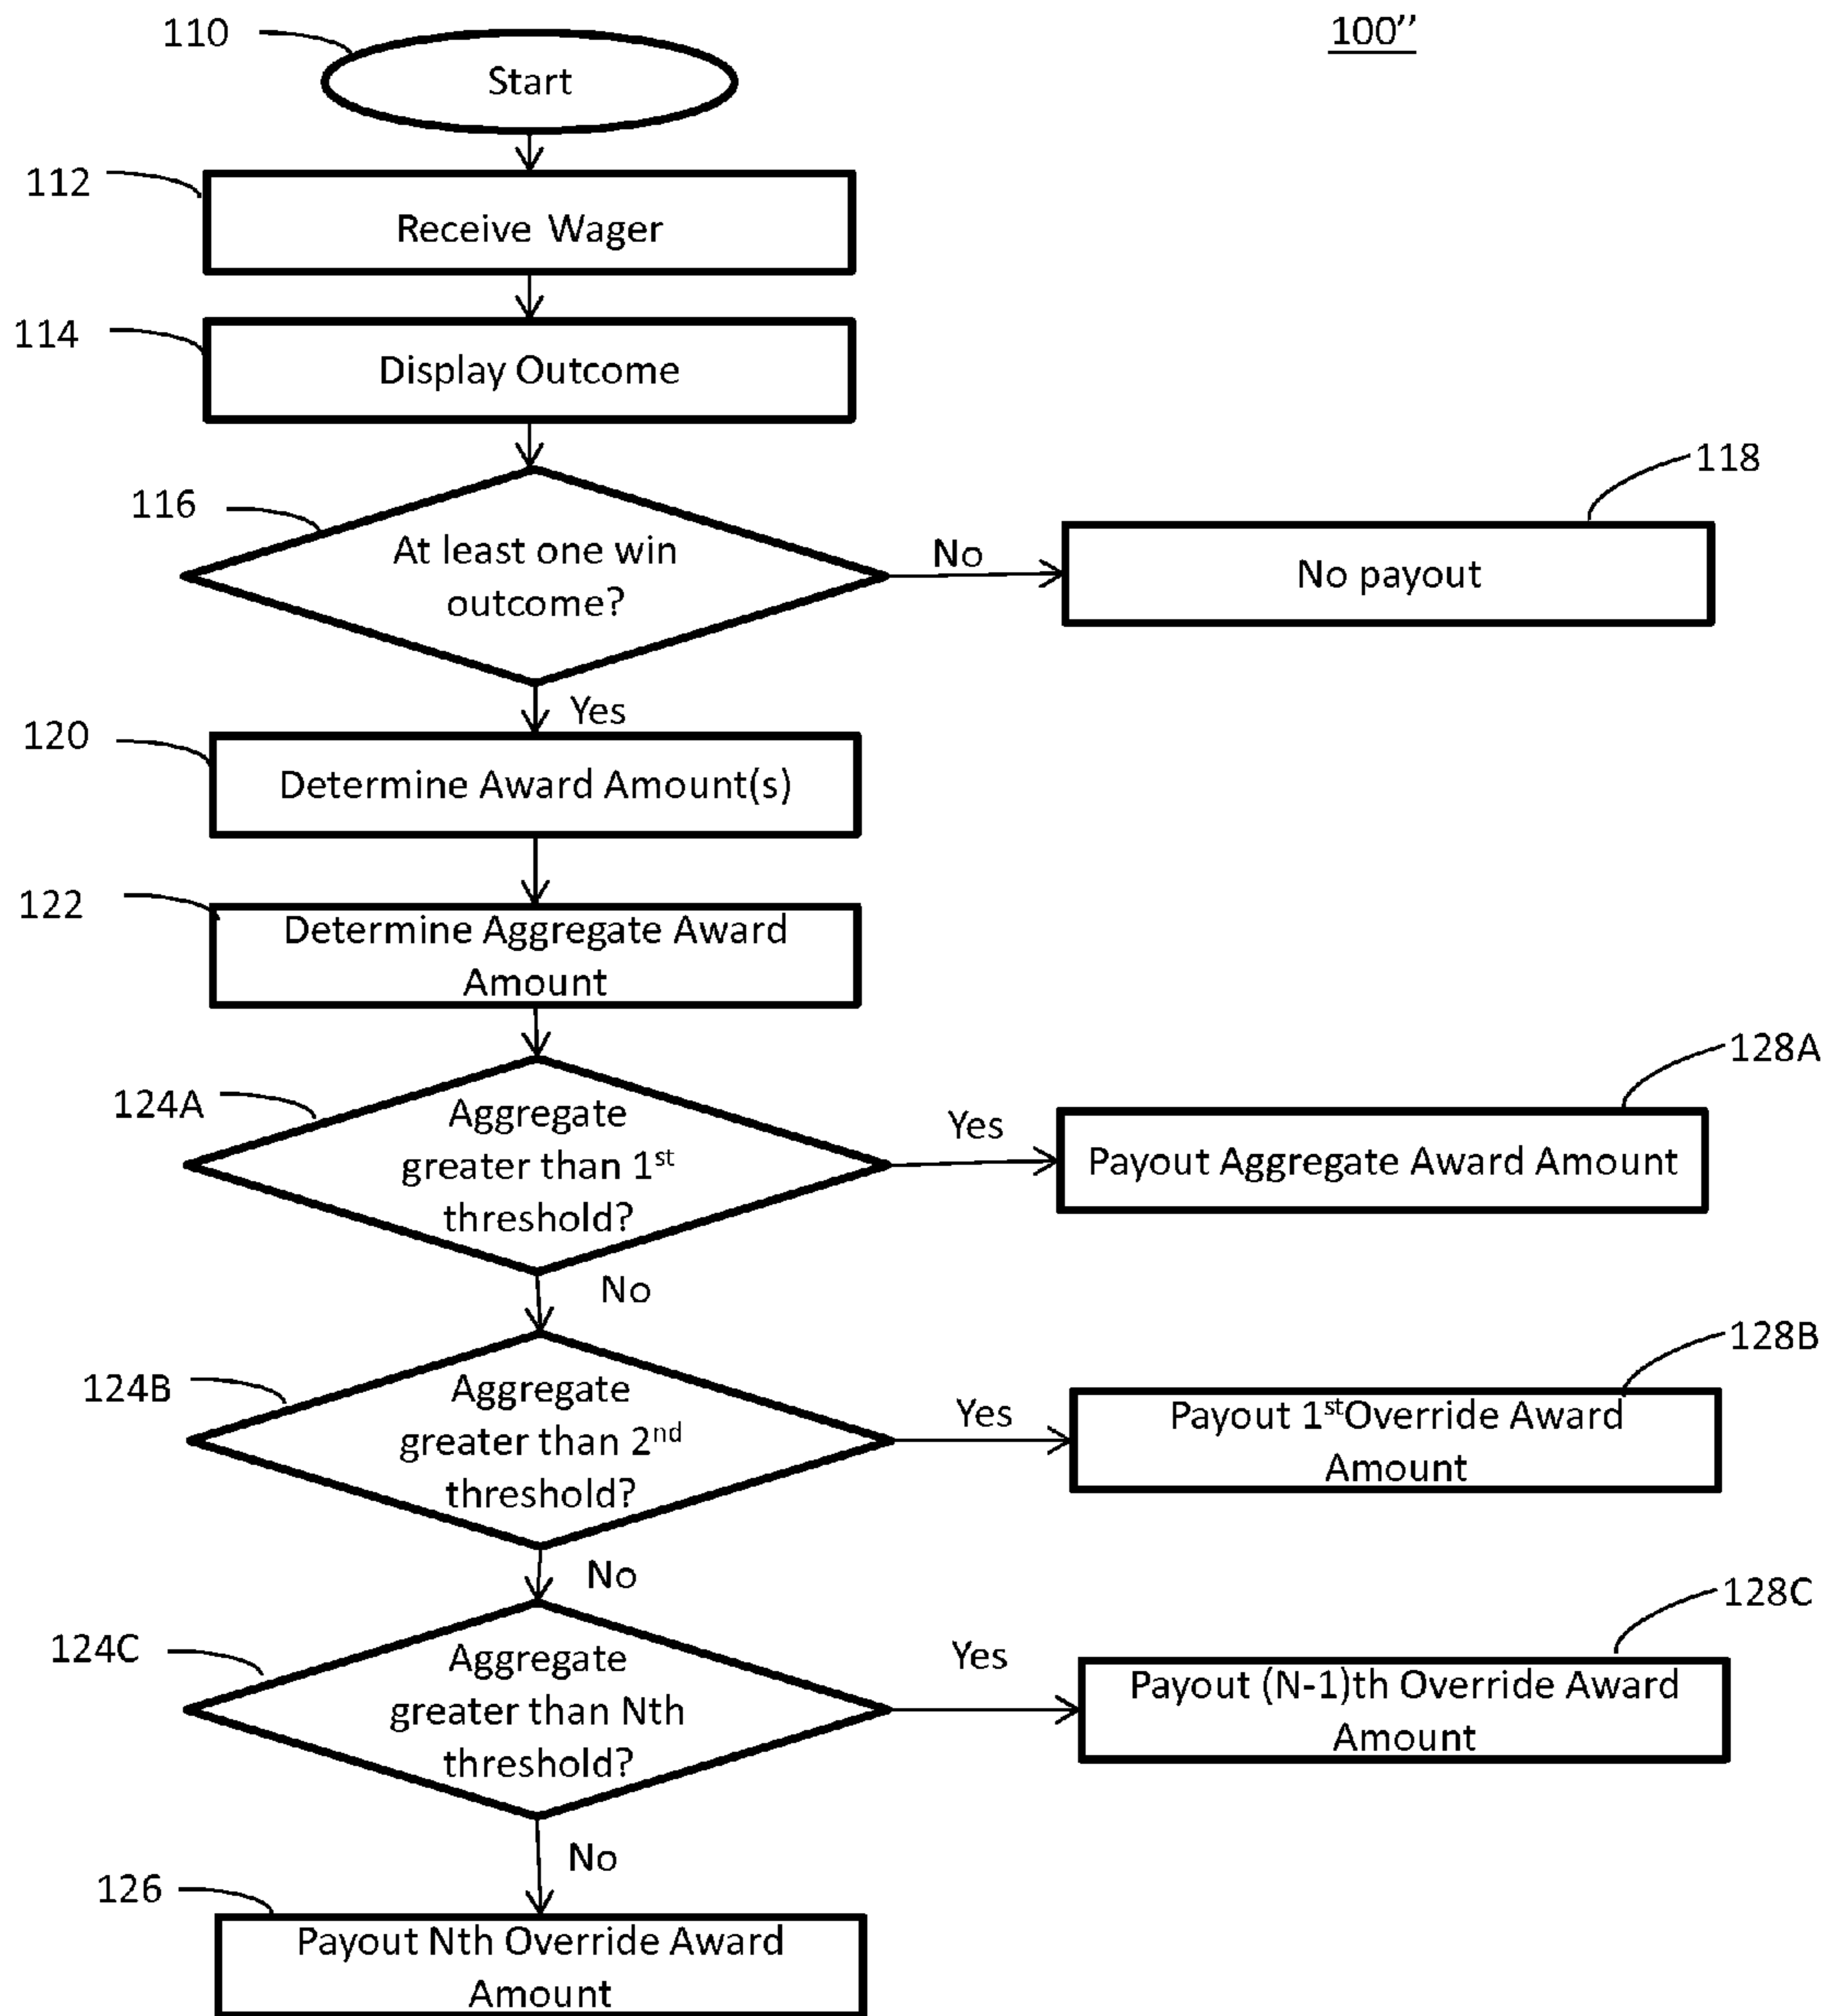 110
100’’
Start
112
Receive Wager
114
Display Outcome
118
116
At least one win
outcome?
No
No payout
Yes
120
Determine Award Amount(s)
122
Determine Aggregate Award
Amount
128A
124A
Aggregate
greater than 1st
threshold?
Yes
Payout Aggregate Award Amount
No
128B
124B
Aggregate
greater than 2nd
threshold?
Yes
Payout 1stOverride Award
Amount
No
128C
124C
Aggregate
greater than Nth
threshold?
Yes
Payout (N-1)th Override Award
Amount
No
126
Payout Nth Override Award
Amount